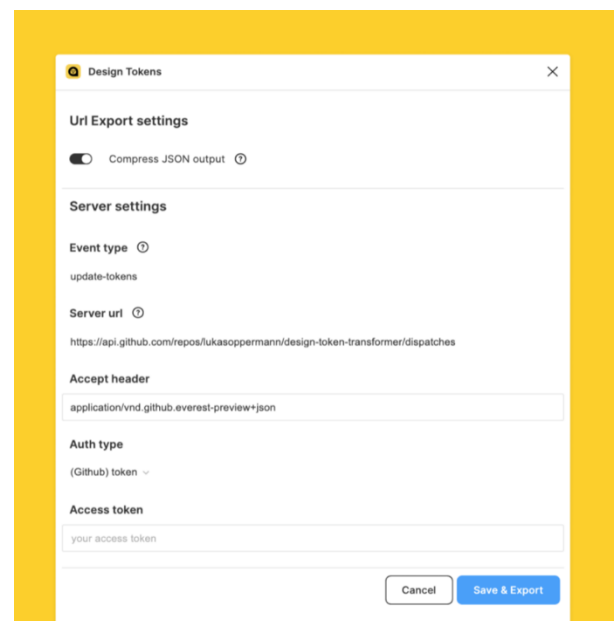 Design Tokens
Url Export settings
Compress JSON output
Server settings
Event type
update-tokens
Server url
https://api.github.com/repos/lukasoppermann/design-token-transformer/dispatches
Accept header
application/vnd.github.everest-preview+json
Auth type
(Github) token
Access token
your access token
Cancel Save & Export